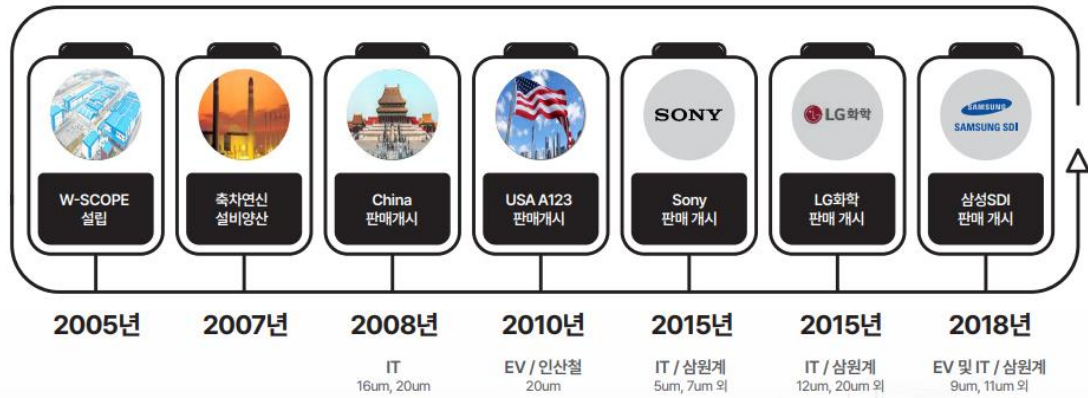 W-SCOPE
설립
축차연신
설비양산
China
판매개시
USA A123
판매개시
SONY
Sony
판매 개시
LG화학
LG화학
판매 개시
SAMSUNG
SAMSUNG SDI
삼성SDI
판매 개시
2005년
2007년
2008년
IT
16um, 20um
2010년
EV / 인산철
20um
2015년
IT / 삼원계
5um, 7um 외
2015년
IT / 삼원계
12um, 20um 외
2018년
EV 및 IT / 삼원계
9um, 11um 외